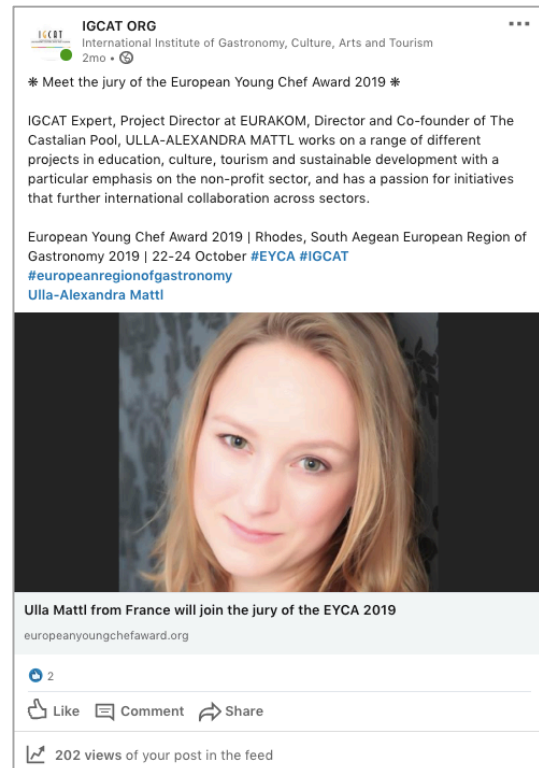 IGCAT
IGCAT ORG
International Institute of Gastronomy, Culture, Arts and Tourism
2mo •
❋ Meet the jury of the European Young Chef Award 2019 ❋
IGCAT Expert, Project Director at EURAKOM, Director and Co-founder of The
Castalian Pool, ULLA-ALEXANDRA MATTL works on a range of different
projects in education, culture, tourism and sustainable development with a
particular emphasis on the non-profit sector, and has a passion for initiatives
that further international collaboration across sectors.
European Young Chef Award 2019 | Rhodes, South Aegean European Region of
Gastronomy 2019 | 22-24 October #EYCA #IGCAT
#europeanregionofgastronomy
Ulla-Alexandra Mattl
Ulla Mattl from France will join the jury of the EYCA 2019
europeanyoungchefaward.org
2
Like Comment Share
202 views of your post in the feed